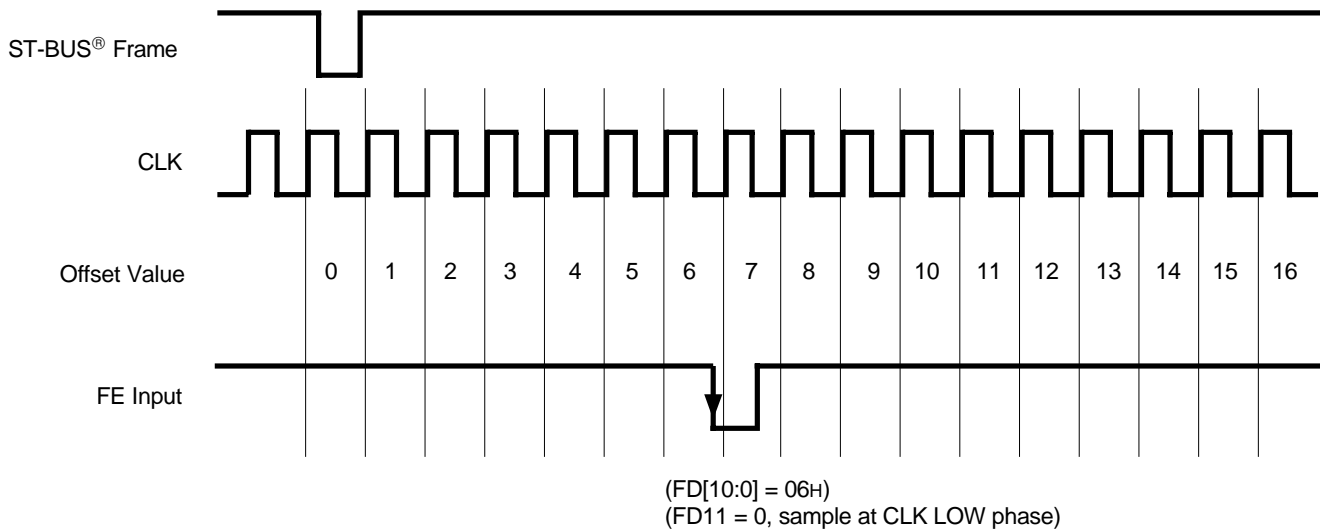 ST-BUS® Frame
CLK
Offset Value 0 1 2 3 4 5 6 7 8 9 10 11 12 13 14 15 16
FE Input
(FD[10:0] = 06H)
(FD11 = 0, sample at CLK LOW phase)